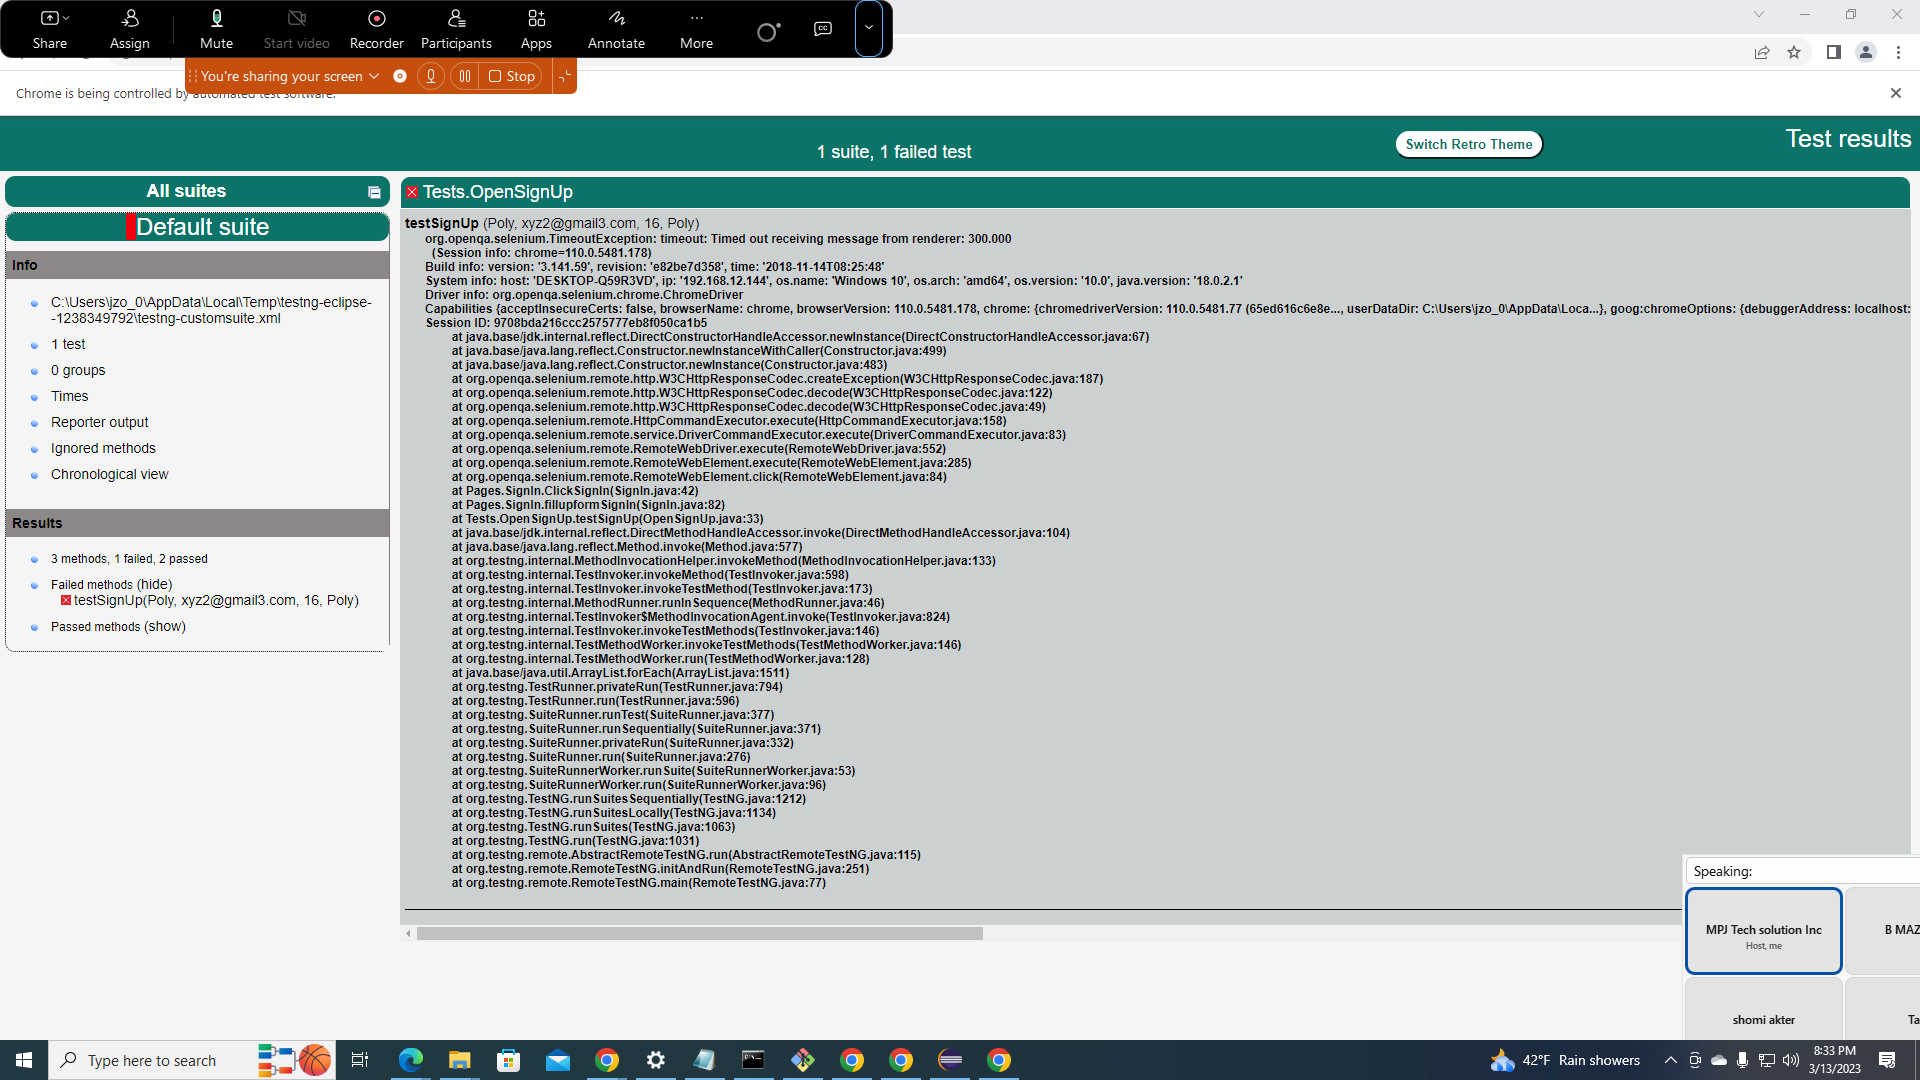 Share
Assign
Mute
Start video
Recorder
Participants
Apps
Annotate
More
You're sharing your screen
Stop
Chrome is being controlled by automated test software.
1 suite, 1 failed test
Switch Retro Theme
Test results
All suites
Default suite
Info
C:\Users\jzo_0\AppData\Local\Temp\testng-eclipse-
-1238349792\testng-customsuite.xml
1 test
0 groups
Times
Reporter output
Ignored methods
Chronological view
Results
3 methods, 1 failed, 2 passed
Failed methods (hide)
testSignUp(Poly, xyz2@gmail3.com, 16, Poly)
Passed methods (show)
Tests.OpenSignUp
testSignUp (Poly, xyz2@gmail3.com, 16, Poly)
org.openqa.selenium.TimeoutException: timeout: Timed out receiving message from renderer: 300.000
(Session info: chrome=110.0.5481.178)
Build info: version: '3.141.59', revision: 'e82be7d358', time: '2018-11-14T08:25:48'
System info: host: 'DESKTOP-Q59R3VD', ip: '192.168.12.144', os.name: 'Windows 10', os.arch: 'amd64', os.version: '10.0', java.version: '18.0.2.1'
Driver info: org.openqa.selenium.chrome.ChromeDriver
Capabilities {acceptInsecureCerts: false, browserName: chrome, browserVersion: 110.0.5481.178, chrome: {chromedriverVersion: 110.0.5481.77 (65ed616c6e8e..., userDataDir: C:\Users\jzo_0\AppData\Loca...}, goog:chromeOptions: {debuggerAddress: localhost:
Session ID: 9708bda216ccc2575777eb8f050ca1b5
at java.base/jdk.internal.reflect.DirectConstructorHandleAccessor.newInstance(DirectConstructorHandleAccessor.java:67)
at java.base/java.lang.reflect.Constructor.newInstanceWithCaller(Constructor.java:499)
at java.base/java.lang.reflect.Constructor.newInstance(Constructor.java:483)
at org.openqa.selenium.remote.http.W3CHttpResponseCodec.createException(W3CHttpResponseCodec.java:187)
at org.openqa.selenium.remote.http.W3CHttpResponseCodec.decode(W3CHttpResponseCodec.java:122)
at org.openqa.selenium.remote.http.W3CHttpResponseCodec.decode(W3CHttpResponseCodec.java:49)
at org.openqa.selenium.remote.HttpCommandExecutor.execute(HttpCommandExecutor.java:158)
at org.openqa.selenium.remote.service.DriverCommandExecutor.execute(DriverCommandExecutor.java:83)
at org.openqa.selenium.remote.RemoteWebDriver.execute(RemoteWebDriver.java:552)
at org.openqa.selenium.remote.RemoteWebElement.execute(RemoteWebElement.java:285)
at org.openqa.selenium.remote.RemoteWebElement.click(RemoteWebElement.java:84)
at Pages.SignIn.ClickSignIn(SignIn.java:42)
at Pages.SignIn.fillupformSignIn(SignIn.java:82)
at Tests.OpenSignUp.testSignUp(OpenSignUp.java:33)
at java.base/jdk.internal.reflect.DirectMethodHandleAccessor.invoke(DirectMethodHandleAccessor.java:104)
at java.base/java.lang.reflect.Method.invoke(Method.java:577)
at org.testng.internal.MethodInvocationHelper.invokeMethod(MethodInvocationHelper.java:133)
at org.testng.internal.TestInvoker.invokeMethod(TestInvoker.java:598)
at org.testng.internal.TestInvoker.invokeTestMethod(TestInvoker.java:173)
at org.testng.internal.MethodRunner.runInSequence(MethodRunner.java:46)
at org.testng.internal.TestInvoker$MethodInvocationAgent.invoke(TestInvoker.java:824)
at org.testng.internal.TestInvoker.invokeTestMethods(TestInvoker.java:146)
at org.testng.internal.TestMethodWorker.invokeTestMethods(TestMethodWorker.java:146)
at org.testng.internal.TestMethodWorker.run(TestMethodWorker.java:128)
at java.base/java.util.ArrayList.forEach(ArrayList.java:1511)
at org.testng.TestRunner.privateRun(TestRunner.java:794)
at org.testng.TestRunner.run(TestRunner.java:596)
at org.testng.SuiteRunner.runTest(SuiteRunner.java:377)
at org.testng.SuiteRunner.runSequentially(SuiteRunner.java:371)
at org.testng.SuiteRunner.privateRun(SuiteRunner.java:332)
at org.testng.SuiteRunner.run(SuiteRunner.java:276)
at org.testng.SuiteRunnerWorker.runSuite(SuiteRunnerWorker.java:53)
at org.testng.SuiteRunnerWorker.run(SuiteRunnerWorker.java:96)
at org.testng.TestNG.runSuitesSequentially(TestNG.java:1212)
at org.testng.TestNG.runSuitesLocally(TestNG.java:1134)
at org.testng.TestNG.runSuites(TestNG.java:1063)
at org.testng.TestNG.run(TestNG.java:1031)
at org.testng.remote.AbstractRemoteTestNG.run(AbstractRemoteTestNG.java:115)
at org.testng.remote.RemoteTestNG.initAndRun(RemoteTestNG.java:251)
at org.testng.remote.RemoteTestNG.main(RemoteTestNG.java:77)
Speaking:
MPJ Tech solution Inc
Host, me
B MAZ
shomi akter
Ta
Type here to search
42°F Rain showers
8:33 PM
3/13/2023